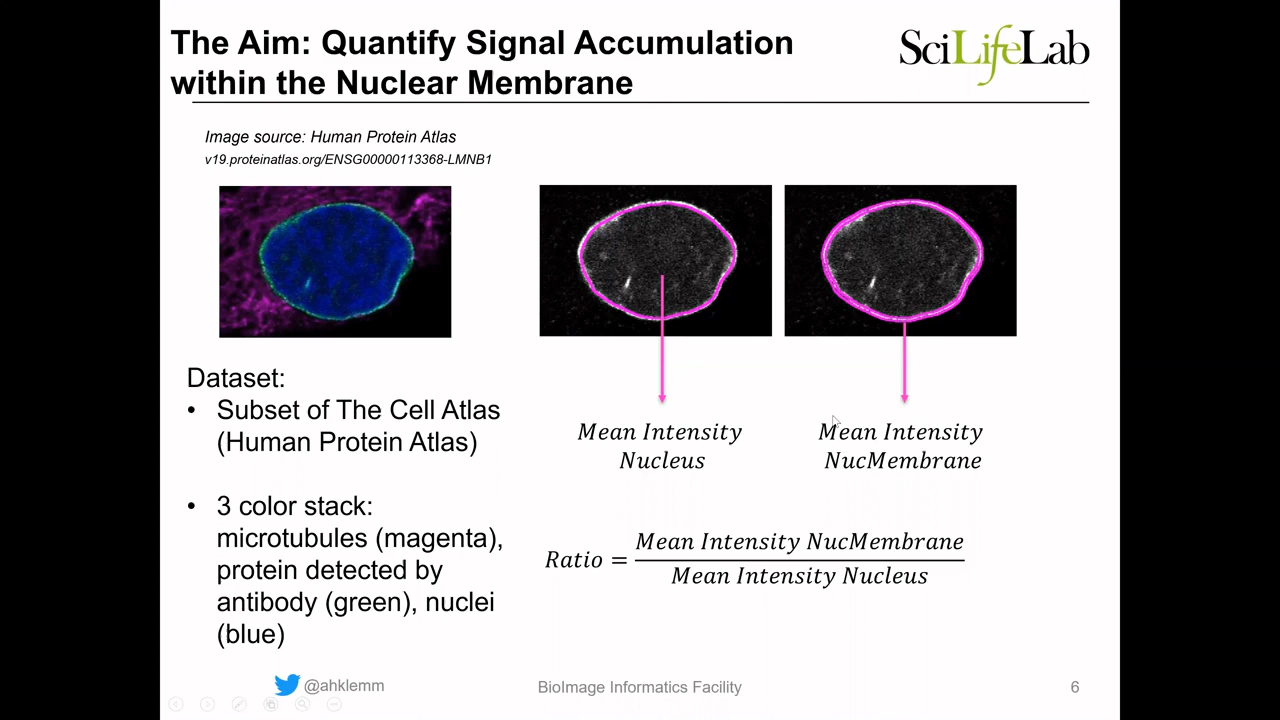 The Aim: Quantify Signal Accumulation
within the Nuclear Membrane
SciLifeLab
Image source: Human Protein Atlas
v19.proteinatlas.org/ENSG00000113368-LMNB1
Dataset:
• Subset of The Cell Atlas
(Human Protein Atlas)
• 3 color stack:
microtubules (magenta),
protein detected by
antibody (green), nuclei
(blue)
Mean Intensity
Nucleus
Mean Intensity
NucMembrane
Ratio = Mean Intensity NucMembrane
Mean Intensity Nucleus
@ahklemm
BioImage Informatics Facility
6